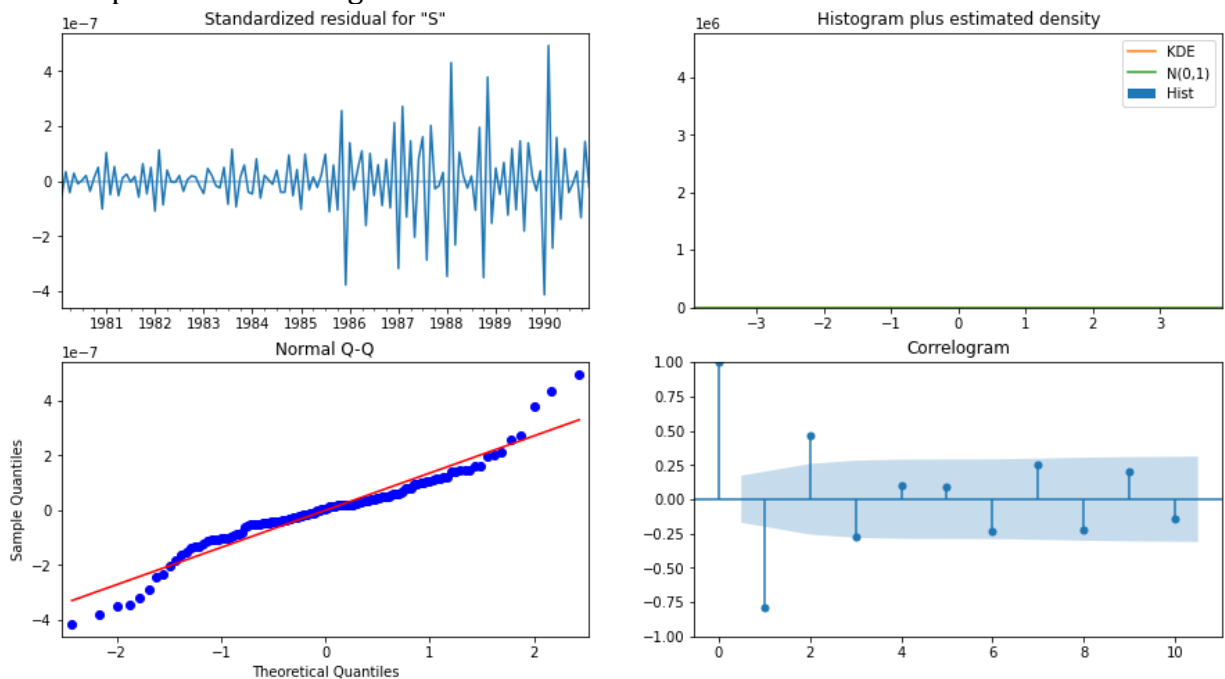 Standardized residual for "S"
1e−7
4
2
0
−2
−4
1981 1982 1983 1984 1985 1986 1987 1988 1989 1990
Histogram plus estimated density
1e6
KDE
N(0,1)
Hist
4
3
2
1
0
−3 −2 −1 0 1 2 3
Normal Q-Q
1e−7
4
2
0
−2
−4
Sample Quantiles
−2 −1 0 1 2
Theoretical Quantiles
Correlogram
1.00
0.75
0.50
0.25
0.00
−0.25
−0.50
−0.75
−1.00
0 2 4 6 8 10